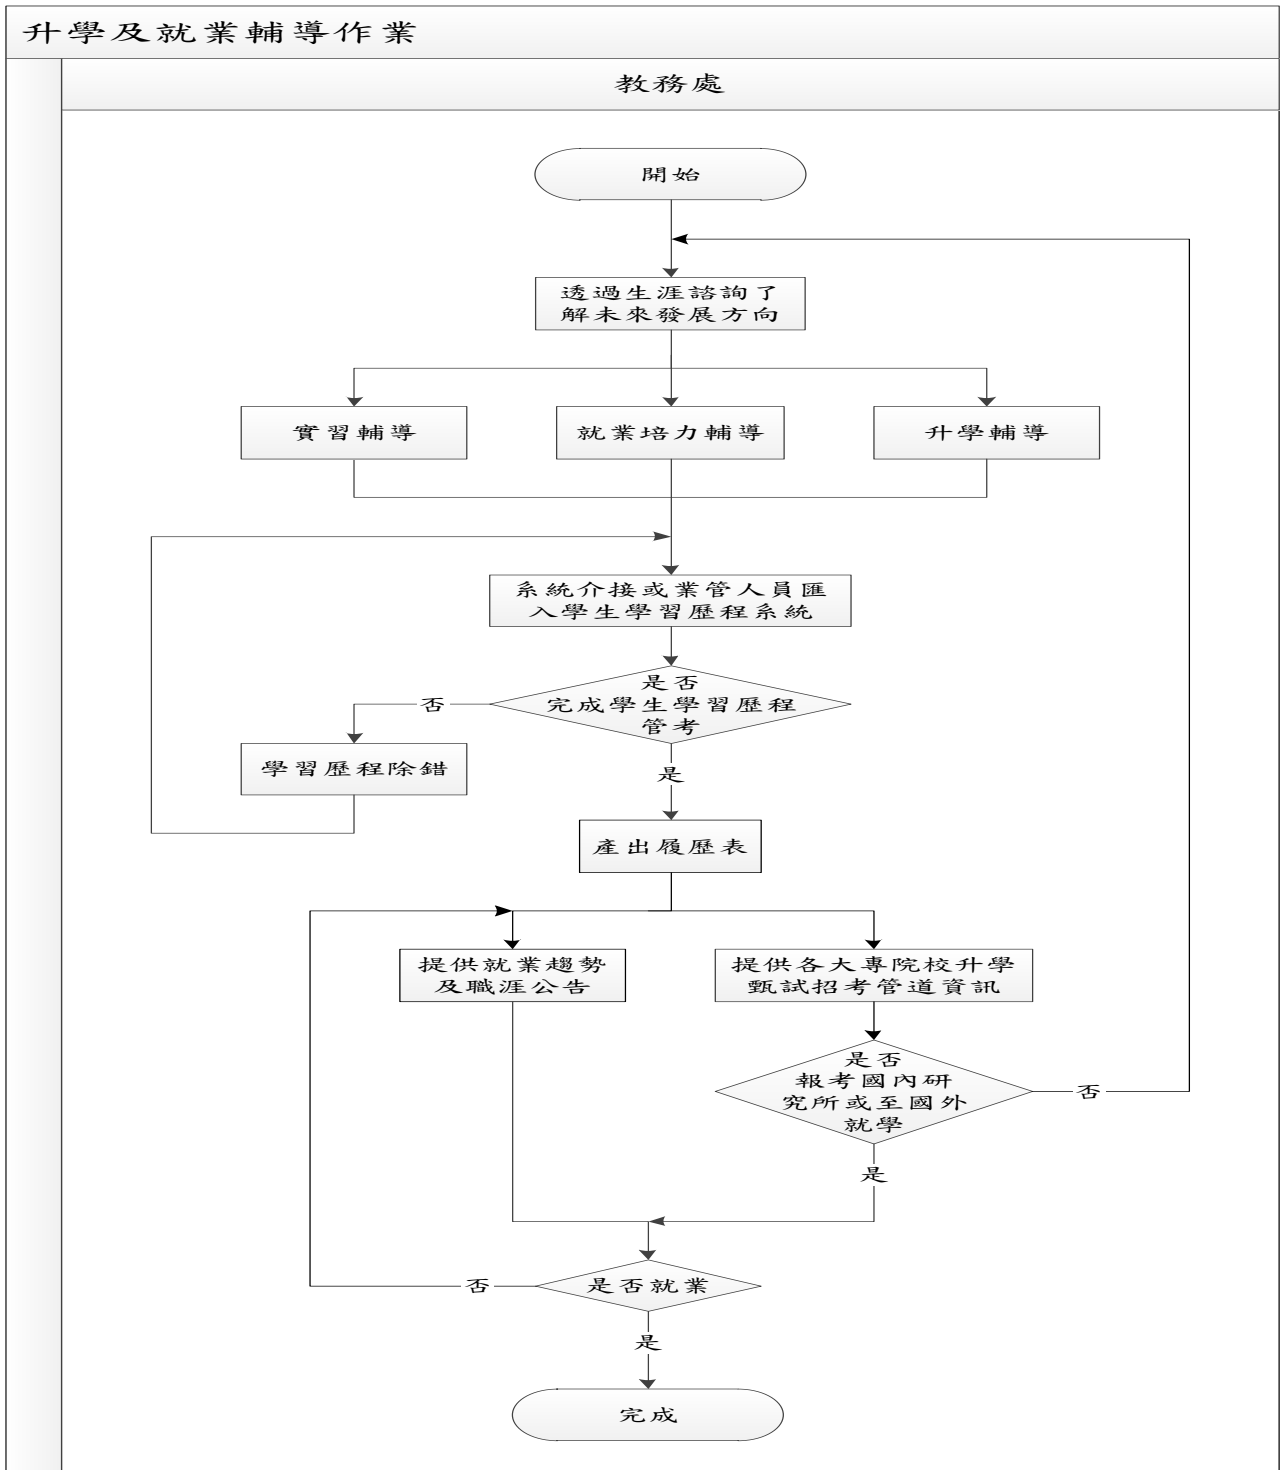 升學及就業輔導作業
教務處
開始
透過生涯諮詢了
解未來發展方向
實習輔導
就業培力輔導
升學輔導
系統介接或業管人員匯
入學生學習歷程系統
是否
完成學生學習歷程
管考
否
學習歷程除錯
是
產出履歷表
提供就業趨勢
及職涯公告
提供各大專院校升學
甄試招考管道資訊
是否
報考國內研
究所或至國外
就學
否
是
是否就業
否
是
完成